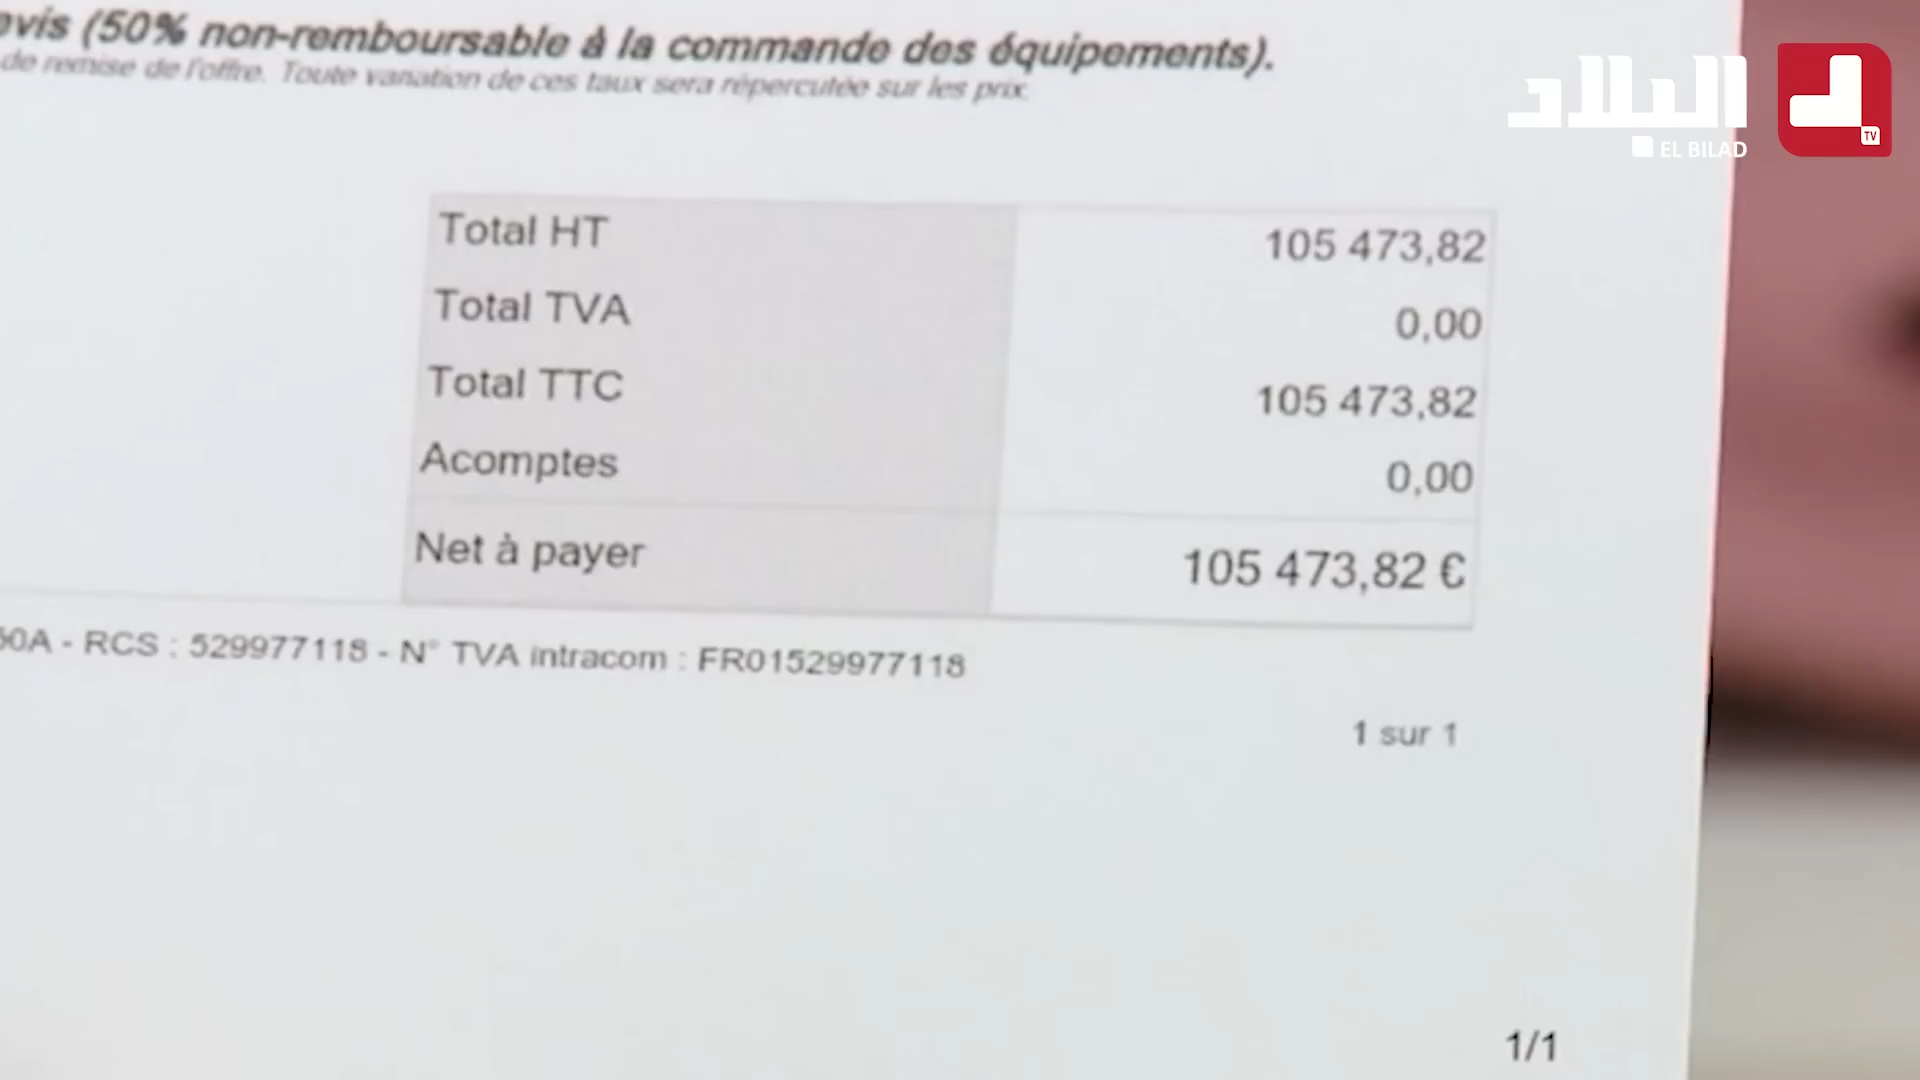 evis (50% non-remboursable à la commande des équipements).
de remise de l'offre. Toute variation de ces taux sera répercutée sur les prix.
البلاد
EL BILAD
TV
Total HT 105 473,82
Total TVA 0,00
Total TTC 105 473,82
Acomptes 0,00
Net à payer 105 473,82 €
60A - RCS : 529977118 - N° TVA intracom : FR01529977118
1 sur 1
1/1